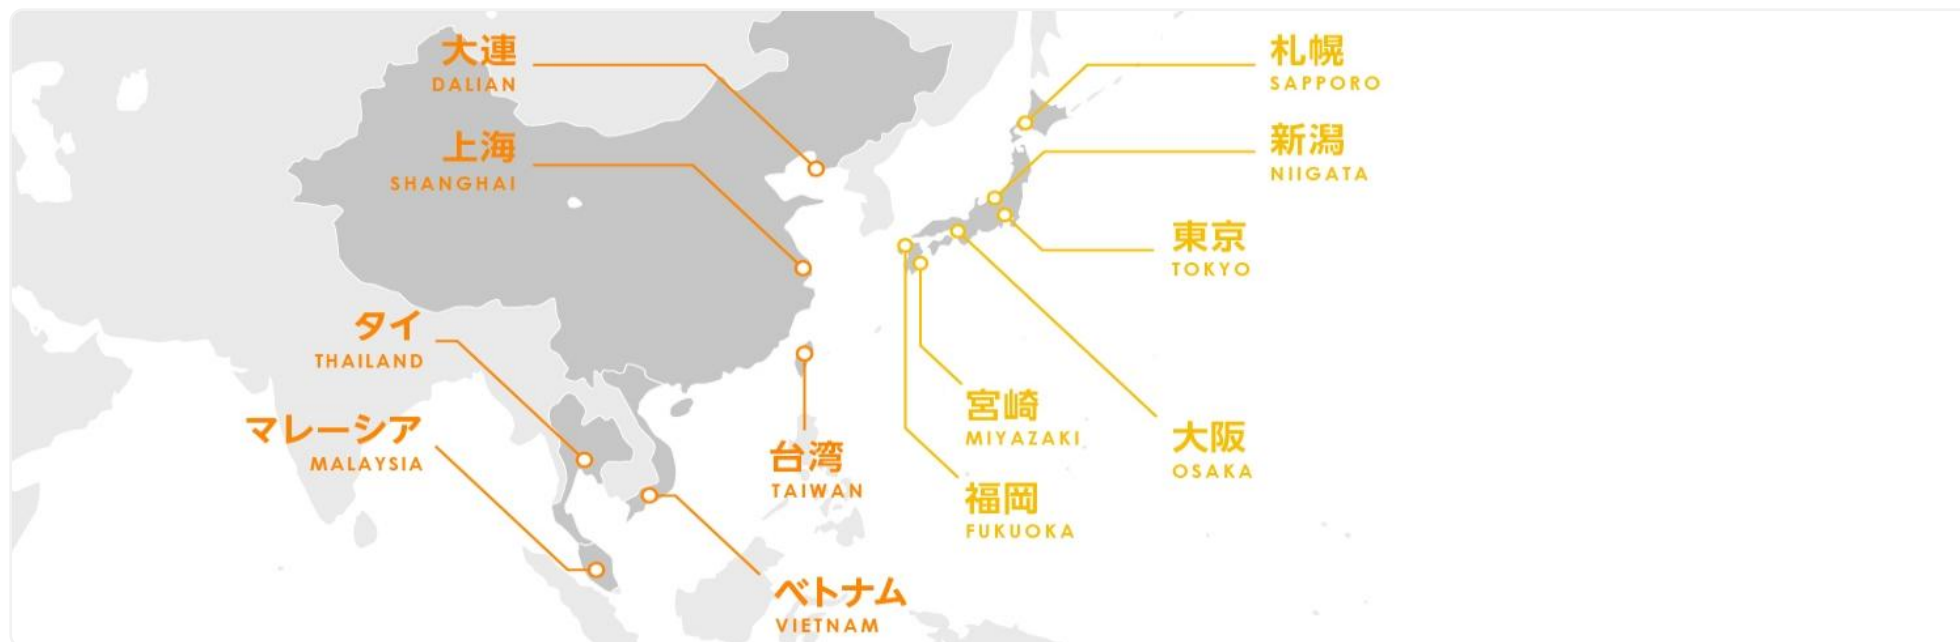 大連
DALIAN
上海
SHANGHAI
タイ
THAILAND
マレーシア
MALAYSIA
台湾
TAIWAN
ベトナム
VIETNAM
札幌
SAPPORO
新潟
NIIGATA
東京
TOKYO
宮崎
MIYAZAKI
大阪
OSAKA
福岡
FUKUOKA